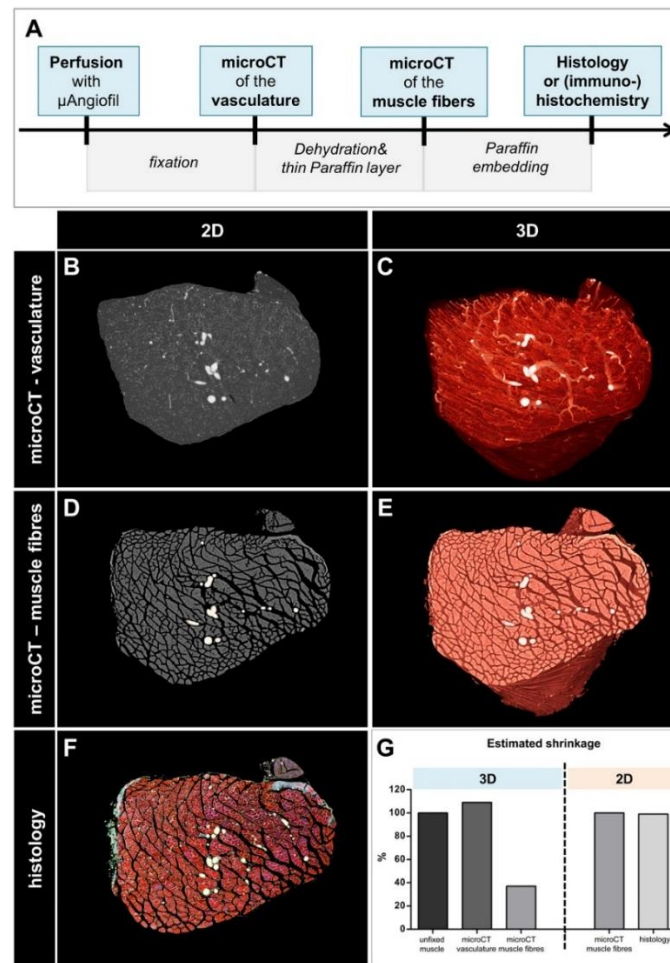 A
Perfusion
with
µAngiofil
microCT
of the
vasculature
microCT
of the
muscle fibers
Histology
or (immuno-)
histochemistry
fixation
Dehydration&
thin Paraffin layer
Paraffin
embedding
2D
3D
microCT - vasculature
B
C
microCT – muscle fibres
D
E
histology
F
G
Estimated shrinkage
3D
2D
%
120
100
80
60
40
20
0
unfixed
muscle
microCT
vasculature
microCT
muscle fibres
microCT
muscle fibres
histology